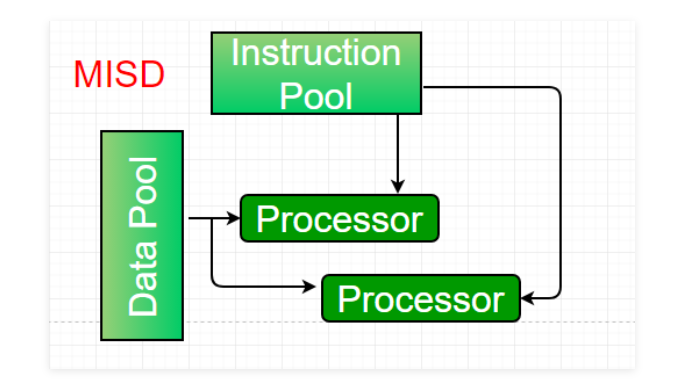 MISD
Instruction
Pool
Data Pool
Processor
Processor